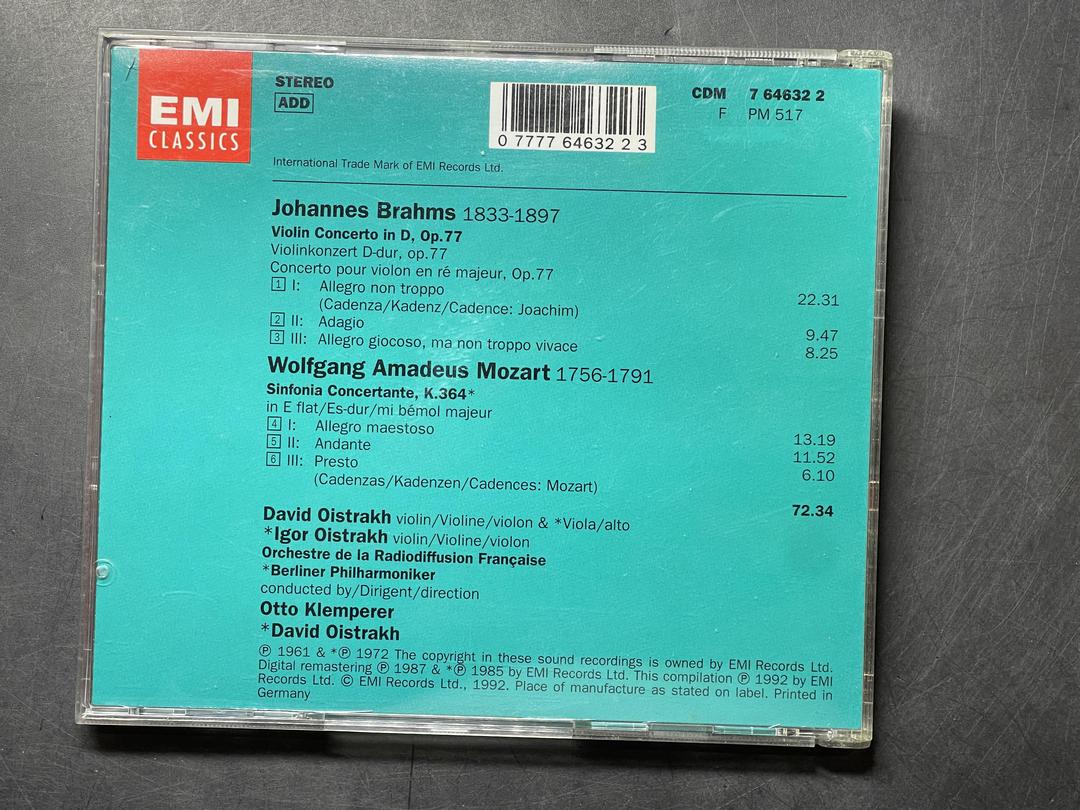 EMI
CLASSICS
STEREO
ADD
0 7777 64632 2 3
CDM 7 64632 2
F PM 517
International Trade Mark of EMI Records Ltd.
Johannes Brahms 1833-1897
Violin Concerto in D, Op.77
Violinkonzert D-dur, op.77
Concerto pour violon en ré majeur, Op.77
1 I: Allegro non troppo 22.31
(Cadenza/Kadenz/Cadence: Joachim)
2 II: Adagio 9.47
3 III: Allegro giocoso, ma non troppo vivace 8.25
Wolfgang Amadeus Mozart 1756-1791
Sinfonia Concertante, K.364*
in E flat/Es-dur/mi bémol majeur
4 I: Allegro maestoso 13.19
5 II: Andante 11.52
6 III: Presto 6.10
(Cadenzas/Kadenzen/Cadences: Mozart)
72.34
David Oistrakh violin/Violine/violon & *Viola/alto
*Igor Oistrakh violin/Violine/violon
Orchestre de la Radiodiffusion Française
*Berliner Philharmoniker
conducted by/Dirigent/direction
Otto Klemperer
*David Oistrakh
℗ 1961 & *℗ 1972 The copyright in these sound recordings is owned by EMI Records Ltd.
Digital remastering ℗ 1987 & *℗ 1985 by EMI Records Ltd. This compilation ℗ 1992 by EMI
Records Ltd. © EMI Records Ltd., 1992. Place of manufacture as stated on label. Printed in
Germany